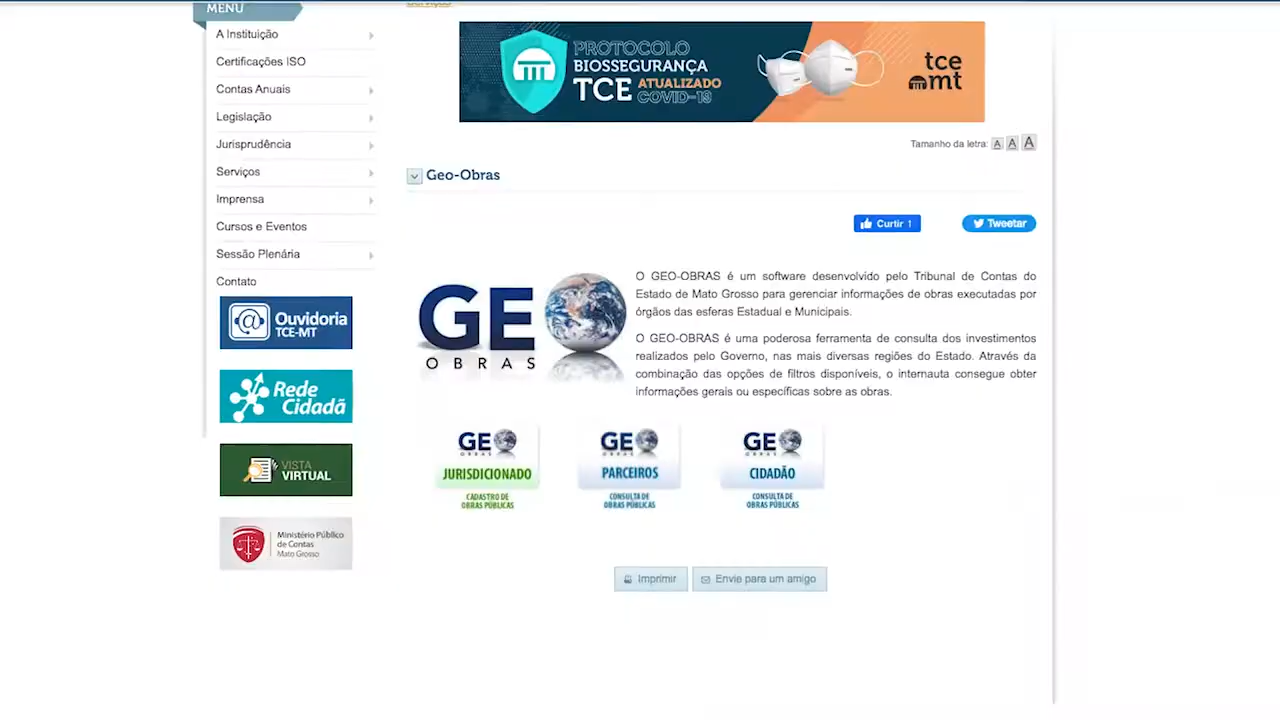 MENU
Serviços
A Instituição
Certificações ISO
Contas Anuais
Legislação
Jurisprudência
Serviços
Imprensa
Cursos e Eventos
Sessão Plenária
Contato
Ouvidoria
TCE-MT
Rede
Cidadã
VISTA
VIRTUAL
Ministério Público
de Contas
Mato Grosso
PROTOCOLO
BIOSSEGURANÇA
TCE ATUALIZADO
COVID-19
tce
mt
Tamanho da letra: A A A
Geo-Obras
Curtir 1
Tweetar
GEO
OBRAS
O GEO-OBRAS é um software desenvolvido pelo Tribunal de Contas do
Estado de Mato Grosso para gerenciar informações de obras executadas por
órgãos das esferas Estadual e Municipais.
O GEO-OBRAS é uma poderosa ferramenta de consulta dos investimentos
realizados pelo Governo, nas mais diversas regiões do Estado. Através da
combinação das opções de filtros disponíveis, o internauta consegue obter
informações gerais ou específicas sobre as obras.
GEO
OBRAS
JURISDICIONADO
CADASTRO DE
OBRAS PÚBLICAS
GEO
OBRAS
PARCEIROS
CONSULTA DE
OBRAS PÚBLICAS
GEO
OBRAS
CIDADÃO
CONSULTA DE
OBRAS PÚBLICAS
Imprimir
Envie para um amigo